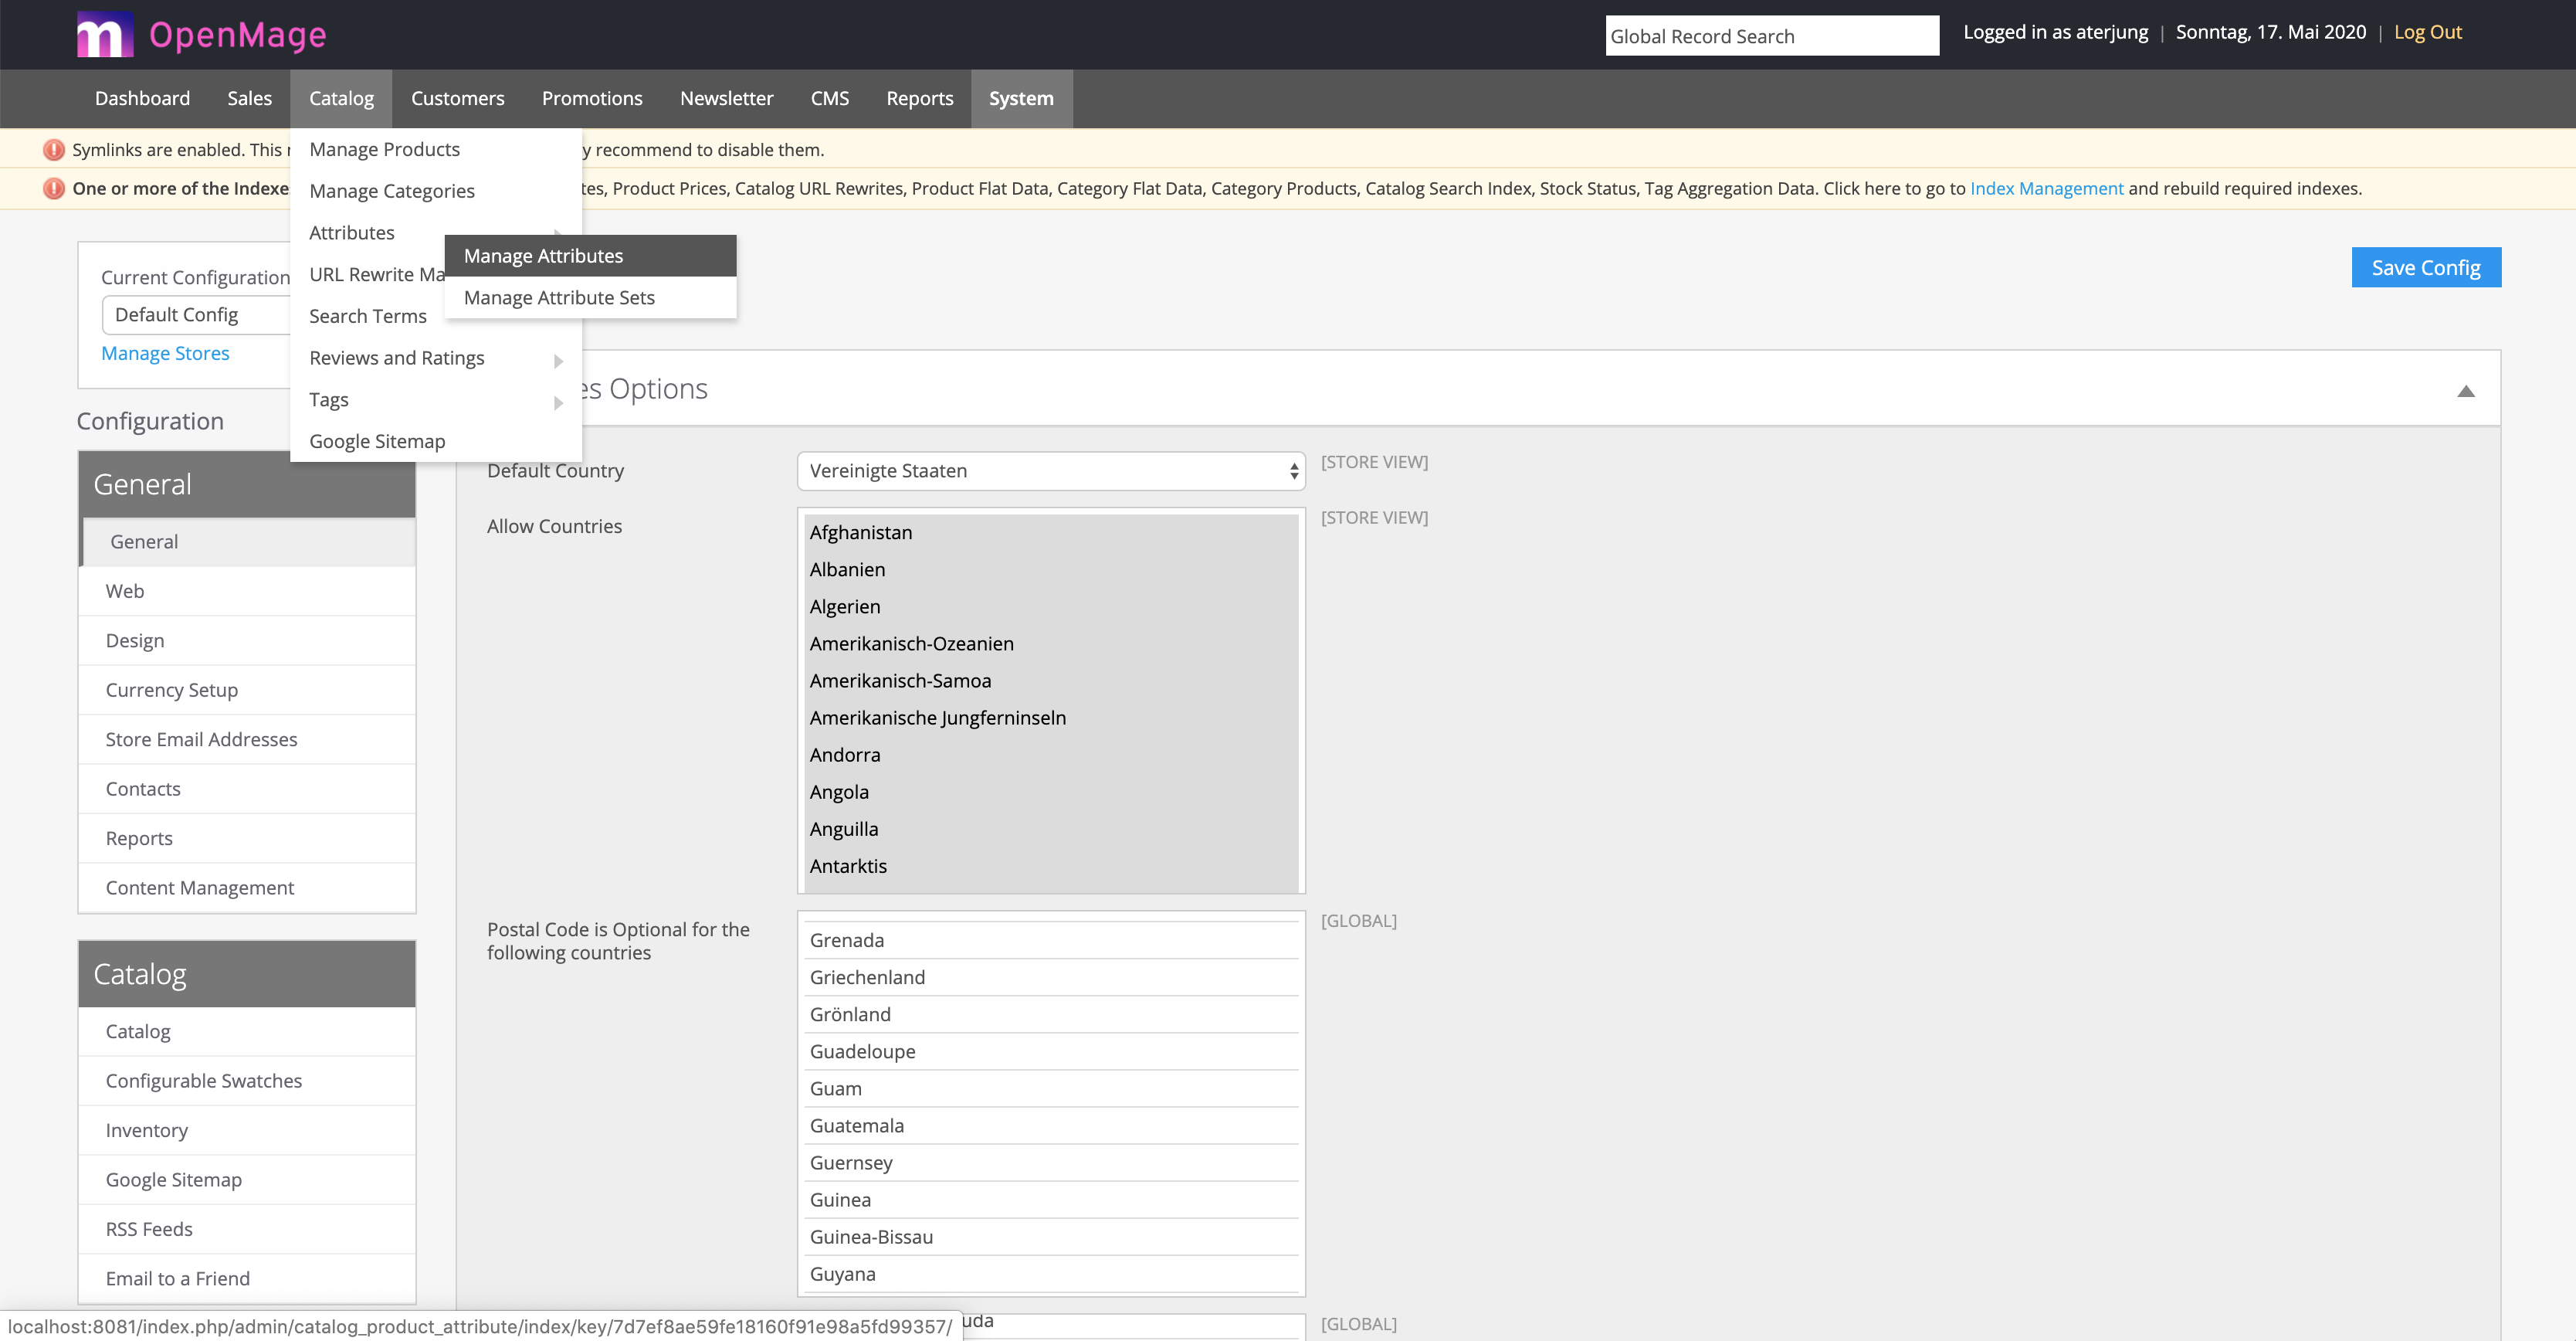 m OpenMage
Global Record Search
Logged in as aterjung | Sonntag, 17. Mai 2020 | Log Out
Dashboard Sales Catalog Customers Promotions Newsletter CMS Reports System
Symlinks are enabled. This y recommend to disable them.
One or more of the Indexe tes, Product Prices, Catalog URL Rewrites, Product Flat Data, Category Flat Data, Category Products, Catalog Search Index, Stock Status, Tag Aggregation Data. Click here to go to Index Management and rebuild required indexes.
Manage Products
Manage Categories
Attributes
URL Rewrite Ma
Search Terms
Reviews and Ratings
Tags
Google Sitemap
Manage Attributes
Manage Attribute Sets
Current Configuration
Default Config
Manage Stores
Save Config
Configuration
General
General
Web
Design
Currency Setup
Store Email Addresses
Contacts
Reports
Content Management
Catalog
Catalog
Configurable Swatches
Inventory
Google Sitemap
RSS Feeds
Email to a Friend
es Options
Default Country
Vereinigte Staaten
[STORE VIEW]
Allow Countries
[STORE VIEW]
Afghanistan
Albanien
Algerien
Amerikanisch-Ozeanien
Amerikanisch-Samoa
Amerikanische Jungferninseln
Andorra
Angola
Anguilla
Antarktis
Postal Code is Optional for the
following countries
[GLOBAL]
Grenada
Griechenland
Grönland
Guadeloupe
Guam
Guatemala
Guernsey
Guinea
Guinea-Bissau
Guyana
uda
[GLOBAL]
localhost:8081/index.php/admin/catalog_product_attribute/index/key/7d7ef8ae59fe18160f91e98a5fd99357/